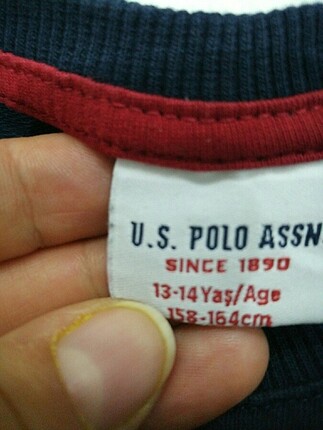 U.S. POLO ASSN
SINCE 1890
13-14 Yaş/Age
158-164cm